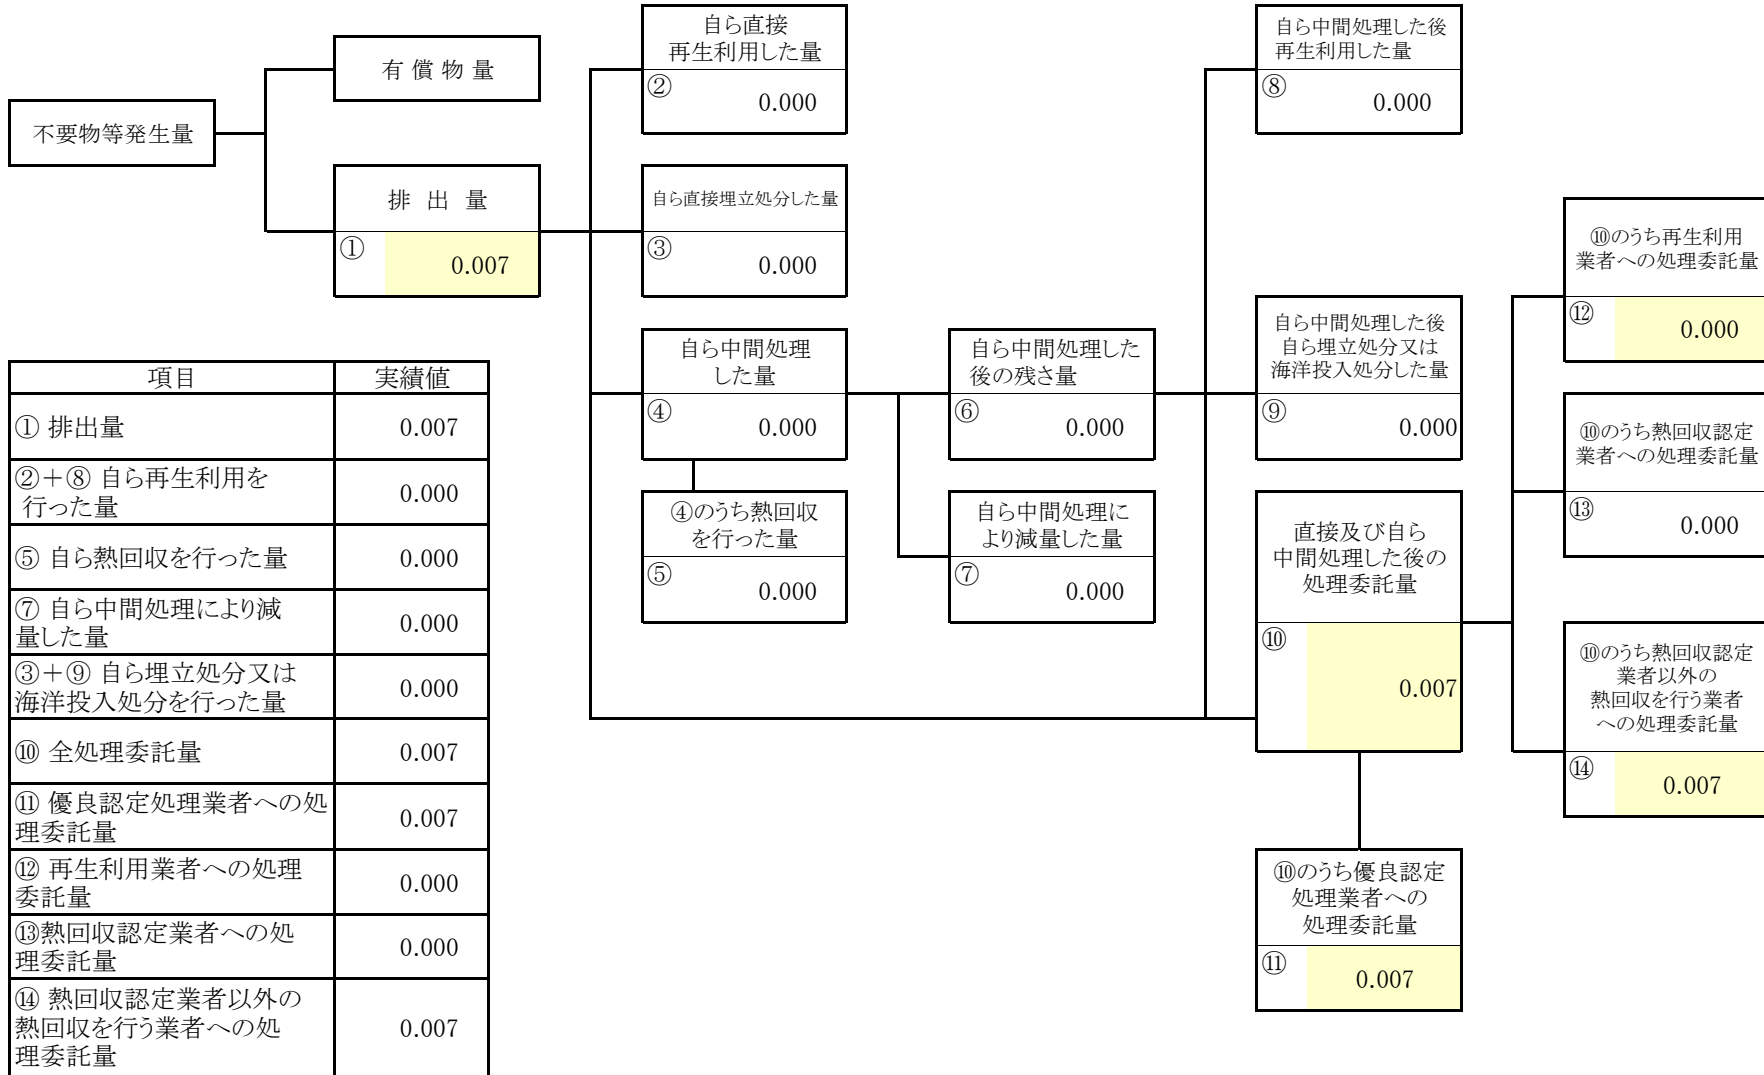 不要物等発生量
有 償 物 量
排 出 量
①
0.007
自ら直接
再生利用した量
②
0.000
自ら直接埋立処分した量
③
0.000
自ら中間処理
した量
④
0.000
④のうち熱回収
を行った量
⑤
0.000
自ら中間処理した
後の残さ量
⑥
0.000
自ら中間処理に
より減量した量
⑦
0.000
自ら中間処理した後
再生利用した量
⑧
0.000
自ら中間処理した後
自ら埋立処分又は
海洋投入処分した量
⑨
0.000
直接及び自ら
中間処理した後の
処理委託量
⑩
0.007
⑩のうち優良認定
処理業者への
処理委託量
⑪
0.007
⑩のうち再生利用
業者への処理委託量
⑫
0.000
⑩のうち熱回収認定
業者への処理委託量
⑬
0.000
⑩のうち熱回収認定
業者以外の
熱回収を行う業者
への処理委託量
⑭
0.007
項目 実績値
① 排出量 0.007
②+⑧ 自ら再生利用を
行った量 0.000
⑤ 自ら熱回収を行った量 0.000
⑦ 自ら中間処理により減
量した量 0.000
③+⑨ 自ら埋立処分又は
海洋投入処分を行った量 0.000
⑩ 全処理委託量 0.007
⑪ 優良認定処理業者への処
理委託量 0.007
⑫ 再生利用業者への処理
委託量 0.000
⑬熱回収認定業者への処
理委託量 0.000
⑭ 熱回収認定業者以外の
熱回収を行う業者への処
理委託量 0.007